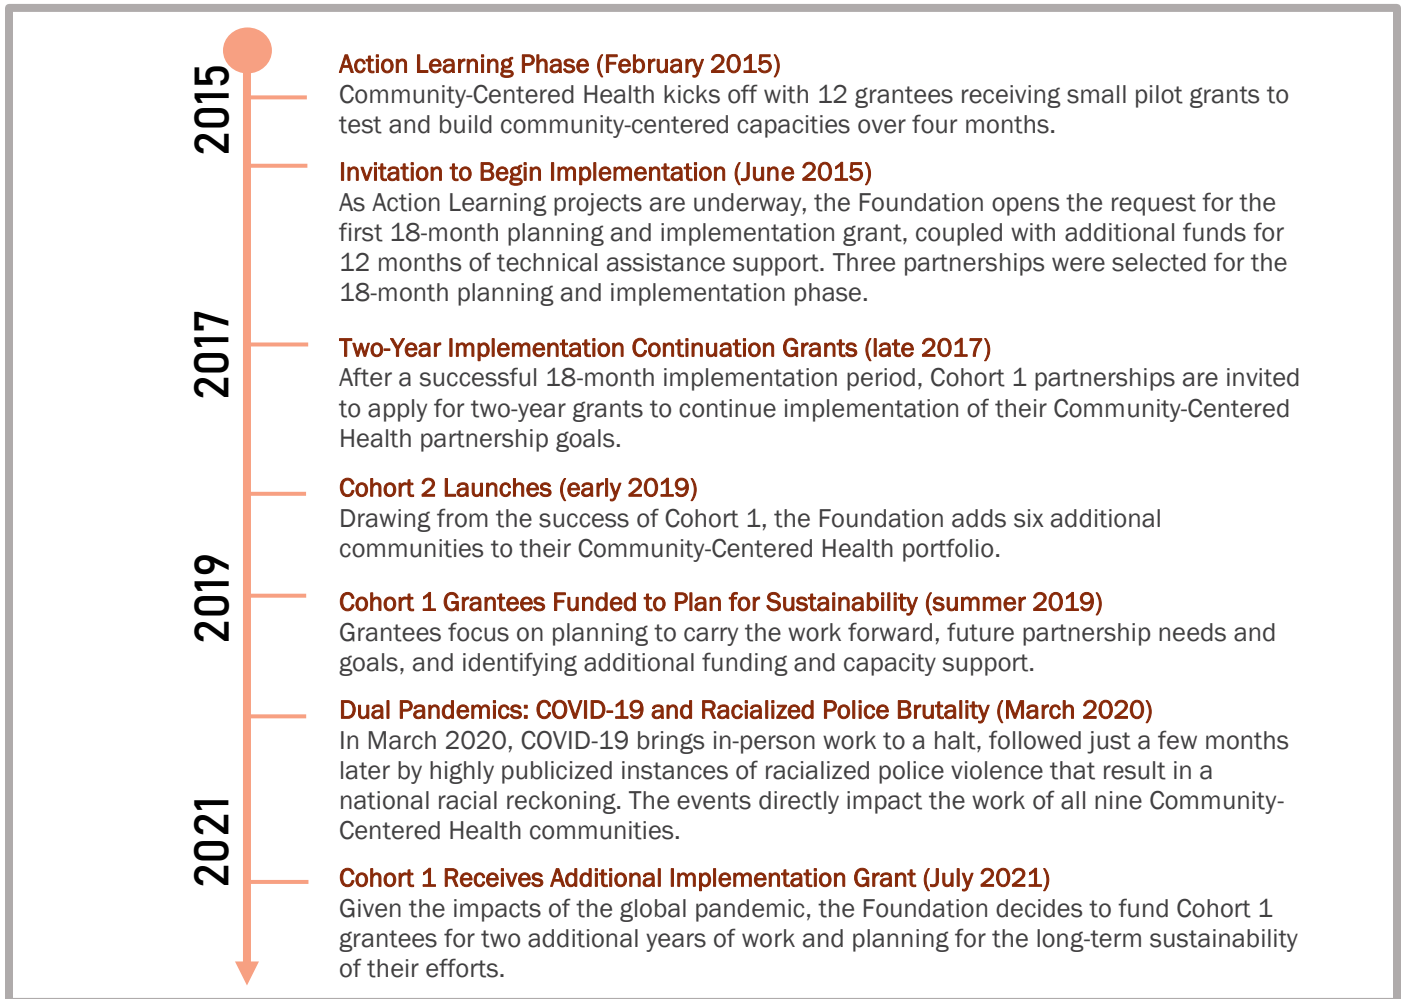 2015
Action Learning Phase (February 2015)
Community-Centered Health kicks off with 12 grantees receiving small pilot grants to
test and build community-centered capacities over four months.
Invitation to Begin Implementation (June 2015)
As Action Learning projects are underway, the Foundation opens the request for the
first 18-month planning and implementation grant, coupled with additional funds for
12 months of technical assistance support. Three partnerships were selected for the
18-month planning and implementation phase.
2017
Two-Year Implementation Continuation Grants (late 2017)
After a successful 18-month implementation period, Cohort 1 partnerships are invited
to apply for two-year grants to continue implementation of their Community-Centered
Health partnership goals.
Cohort 2 Launches (early 2019)
Drawing from the success of Cohort 1, the Foundation adds six additional
communities to their Community-Centered Health portfolio.
2019
Cohort 1 Grantees Funded to Plan for Sustainability (summer 2019)
Grantees focus on planning to carry the work forward, future partnership needs and
goals, and identifying additional funding and capacity support.
Dual Pandemics: COVID-19 and Racialized Police Brutality (March 2020)
In March 2020, COVID-19 brings in-person work to a halt, followed just a few months
later by highly publicized instances of racialized police violence that result in a
national racial reckoning. The events directly impact the work of all nine Community-
Centered Health communities.
2021
Cohort 1 Receives Additional Implementation Grant (July 2021)
Given the impacts of the global pandemic, the Foundation decides to fund Cohort 1
grantees for two additional years of work and planning for the long-term sustainability
of their efforts.